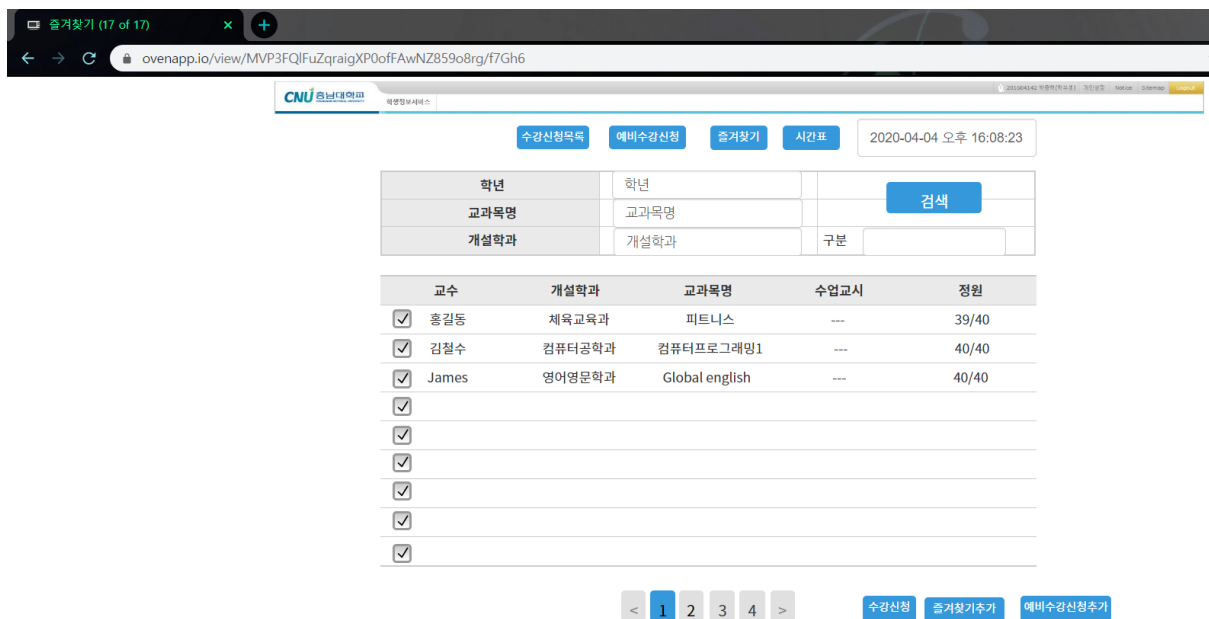 즐겨찾기 (17 of 17)
ovenapp.io/view/MVP3FQlFuZqraigXP0ofFAwNZ859o8rg/f7Gh6
CNU 충남대학교
학생정보서비스
Notice Sitemap Logout
수강신청목록 예비수강신청 즐겨찾기 시간표 2020-04-04 오후 16:08:23
학년 학년 검색
교과목명 교과목명
개설학과 개설학과 구분
교수 개설학과 교과목명 수업교시 정원
홍길동 체육교육과 피트니스 --- 39/40
김철수 컴퓨터공학과 컴퓨터프로그래밍1 --- 40/40
James 영어영문학과 Global english --- 40/40
< 1 2 3 4 > 수강신청 즐겨찾기추가 예비수강신청추가